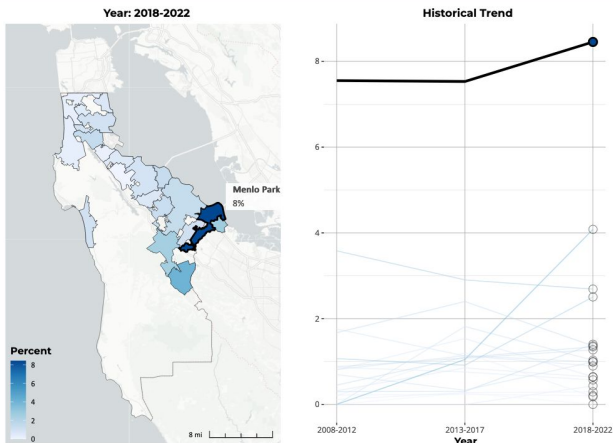 Year: 2018-2022
Menlo Park
8%
Percent
8
6
4
2
0
8 mi
Historical Trend
8
6
4
2
0
2008-2012
2013-2017
2018-2022
Year